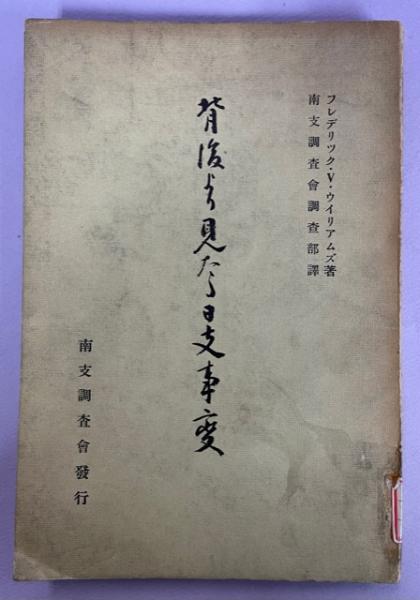 フレデリック・V・ウイリアムズ著
南支調査會調査部譯
背後より見たる日支事変
南支調査會發行